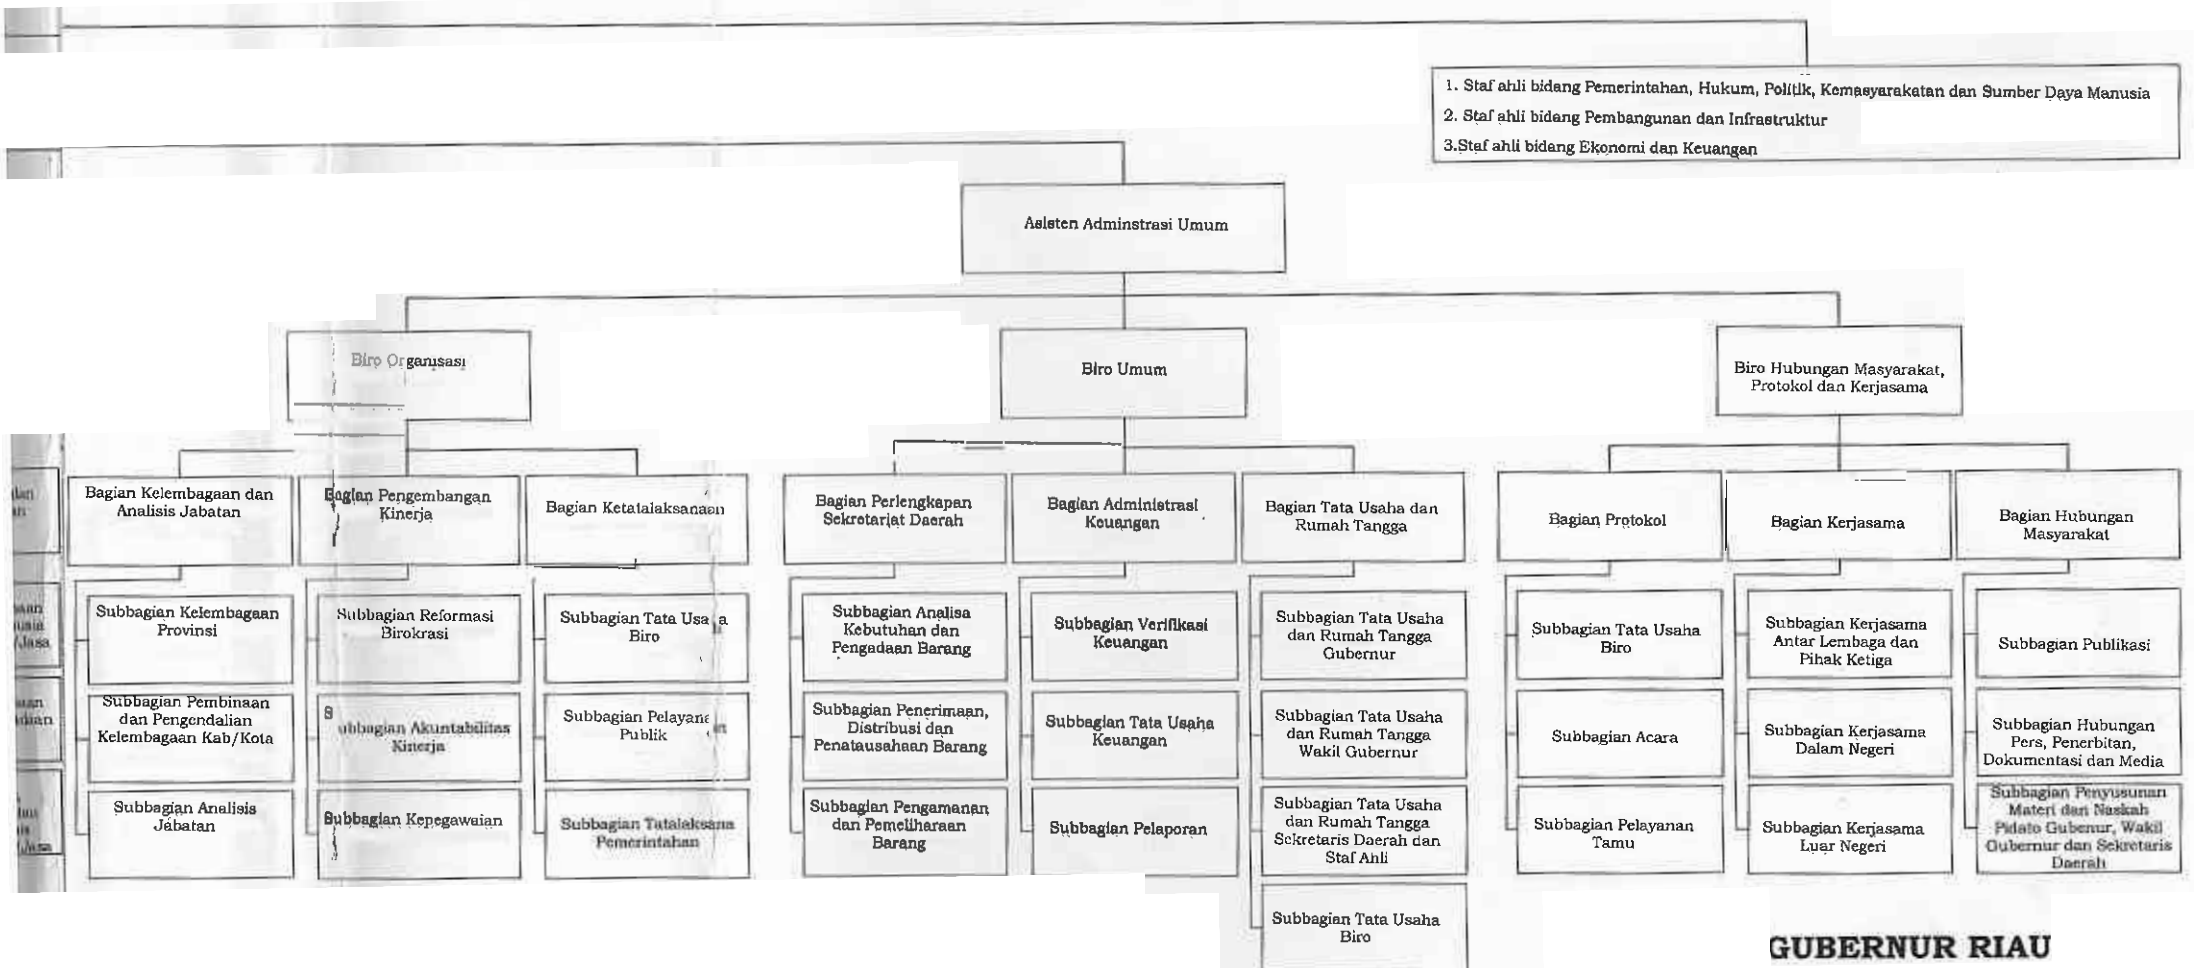 1. Staf ahli bidang Pemerintahan, Hukum, Politik, Kemasyarakatan dan Sumber Daya Manusia
2. Staf ahli bidang Pembangunan dan Infrastruktur
3.Staf ahli bidang Ekonomi dan Keuangan
Asisten Adminstrasi Umum
Biro Organisasi
Biro Umum
Biro Hubungan Masyarakat,
Protokol dan Kerjasama
Bagian Kelembagaan dan
Analisis Jabatan
Bagian Pengembangan
Kinerja
Bagian Ketatalaksanaan
Bagian Perlengkapan
Sekretariat Daerah
Bagian Administrasi
Keuangan
Bagian Tata Usaha dan
Rumah Tangga
Bagian Protokol
Bagian Kerjasama
Bagian Hubungan
Masyarakat
Subbagian Kelembagaan
Provinsi
Subbagian Pembinaan
dan Pengendalian
Kelembagaan Kab/Kota
Subbagian Analisis
Jabatan
Subbagian Reformasi
Birokrasi
Subbagian Akuntabilitas
Kinerja
Subbagian Kepegawaian
Subbagian Tata Usaha
Biro
Subbagian
Publik
Subbagian Tatalaksana
Pemerintahan
Subbagian Analisa
Kebutuhan dan
Pengadaan Barang
Subbagian Penerimaan,
Distribusi dan
Penatausahaan Barang
Subbagian Pengamanan
dan Pemeliharaan
Barang
Subbagian Verifikasi
Keuangan
Subbagian Tata Usaha
Keuangan
Subbagian Pelaporan
Subbagian Tata Usaha
dan Rumah Tangga
Gubernur
Subbagian Tata Usaha
dan Rumah Tangga
Wakil Gubernur
Subbagian Tata Usaha
dan Rumah Tangga
Sekretaris Daerah dan
Staf Ahli
Subbagian Tata Usaha
Biro
Subbagian Tata Usaha
Biro
Subbagian Acara
Subbagian Pelayanan
Tamu
Subbagian Kerjasama
Antar Lembaga dan
Pihak Ketiga
Subbagian Kerjasama
Dalam Negeri
Subbagian Kerjasama
Luar Negeri
Subbagian Publikasi
Subbagian Hubungan
Pers, Penerbitan,
Dokumentasi dan Media
Subbagian Penyusunan
Materi dan Naskah
Pidato Gubenur, Wakil
Gubernur dan Sekretaris
Daerah
GUBERNUR RIAU